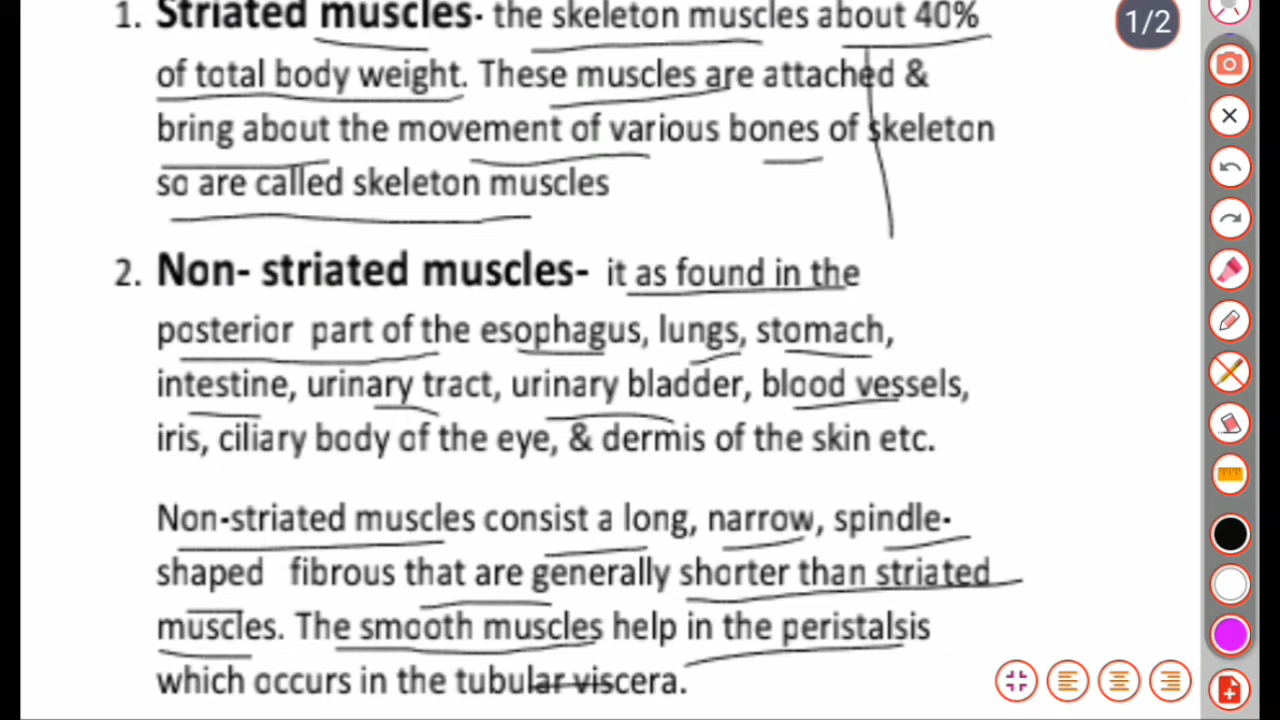 1. Striated muscles- the skeleton muscles about 40%
1/2
of total body weight. These muscles are attached &
bring about the movement of various bones of skeleton
so are called skeleton muscles
2. Non- striated muscles- it as found in the
posterior part of the esophagus, lungs, stomach,
intestine, urinary tract, urinary bladder, blood vessels,
iris, ciliary body of the eye, & dermis of the skin etc.
Non-striated muscles consist a long, narrow, spindle-
shaped fibrous that are generally shorter than striated
muscles. The smooth muscles help in the peristalsis
which occurs in the tubular viscera.